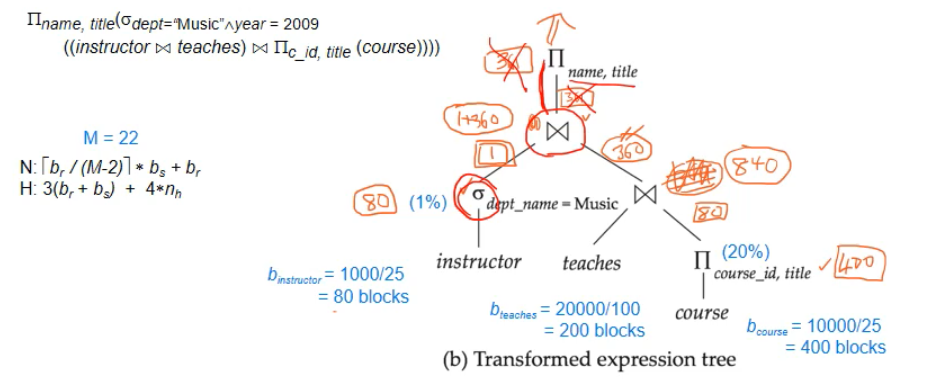 Πname, title(σdept=“Music”∧year = 2009
((instructor ⋈ teaches) ⋈ Πc_id, title (course))))
M = 22
N: ⌈br / (M-2)⌉ * bs + br
H: 3(br + bs) + 4*nh
Π
name, title
1+360
⋈
1
360
840
80
(1%)
σ
dept_name = Music
⋈
80
instructor
teaches
Π
(20%)
course_id, title
400
binstructor = 1000/25
= 80 blocks
bteaches = 20000/100
= 200 blocks
course
bcourse = 10000/25
= 400 blocks
(b) Transformed expression tree